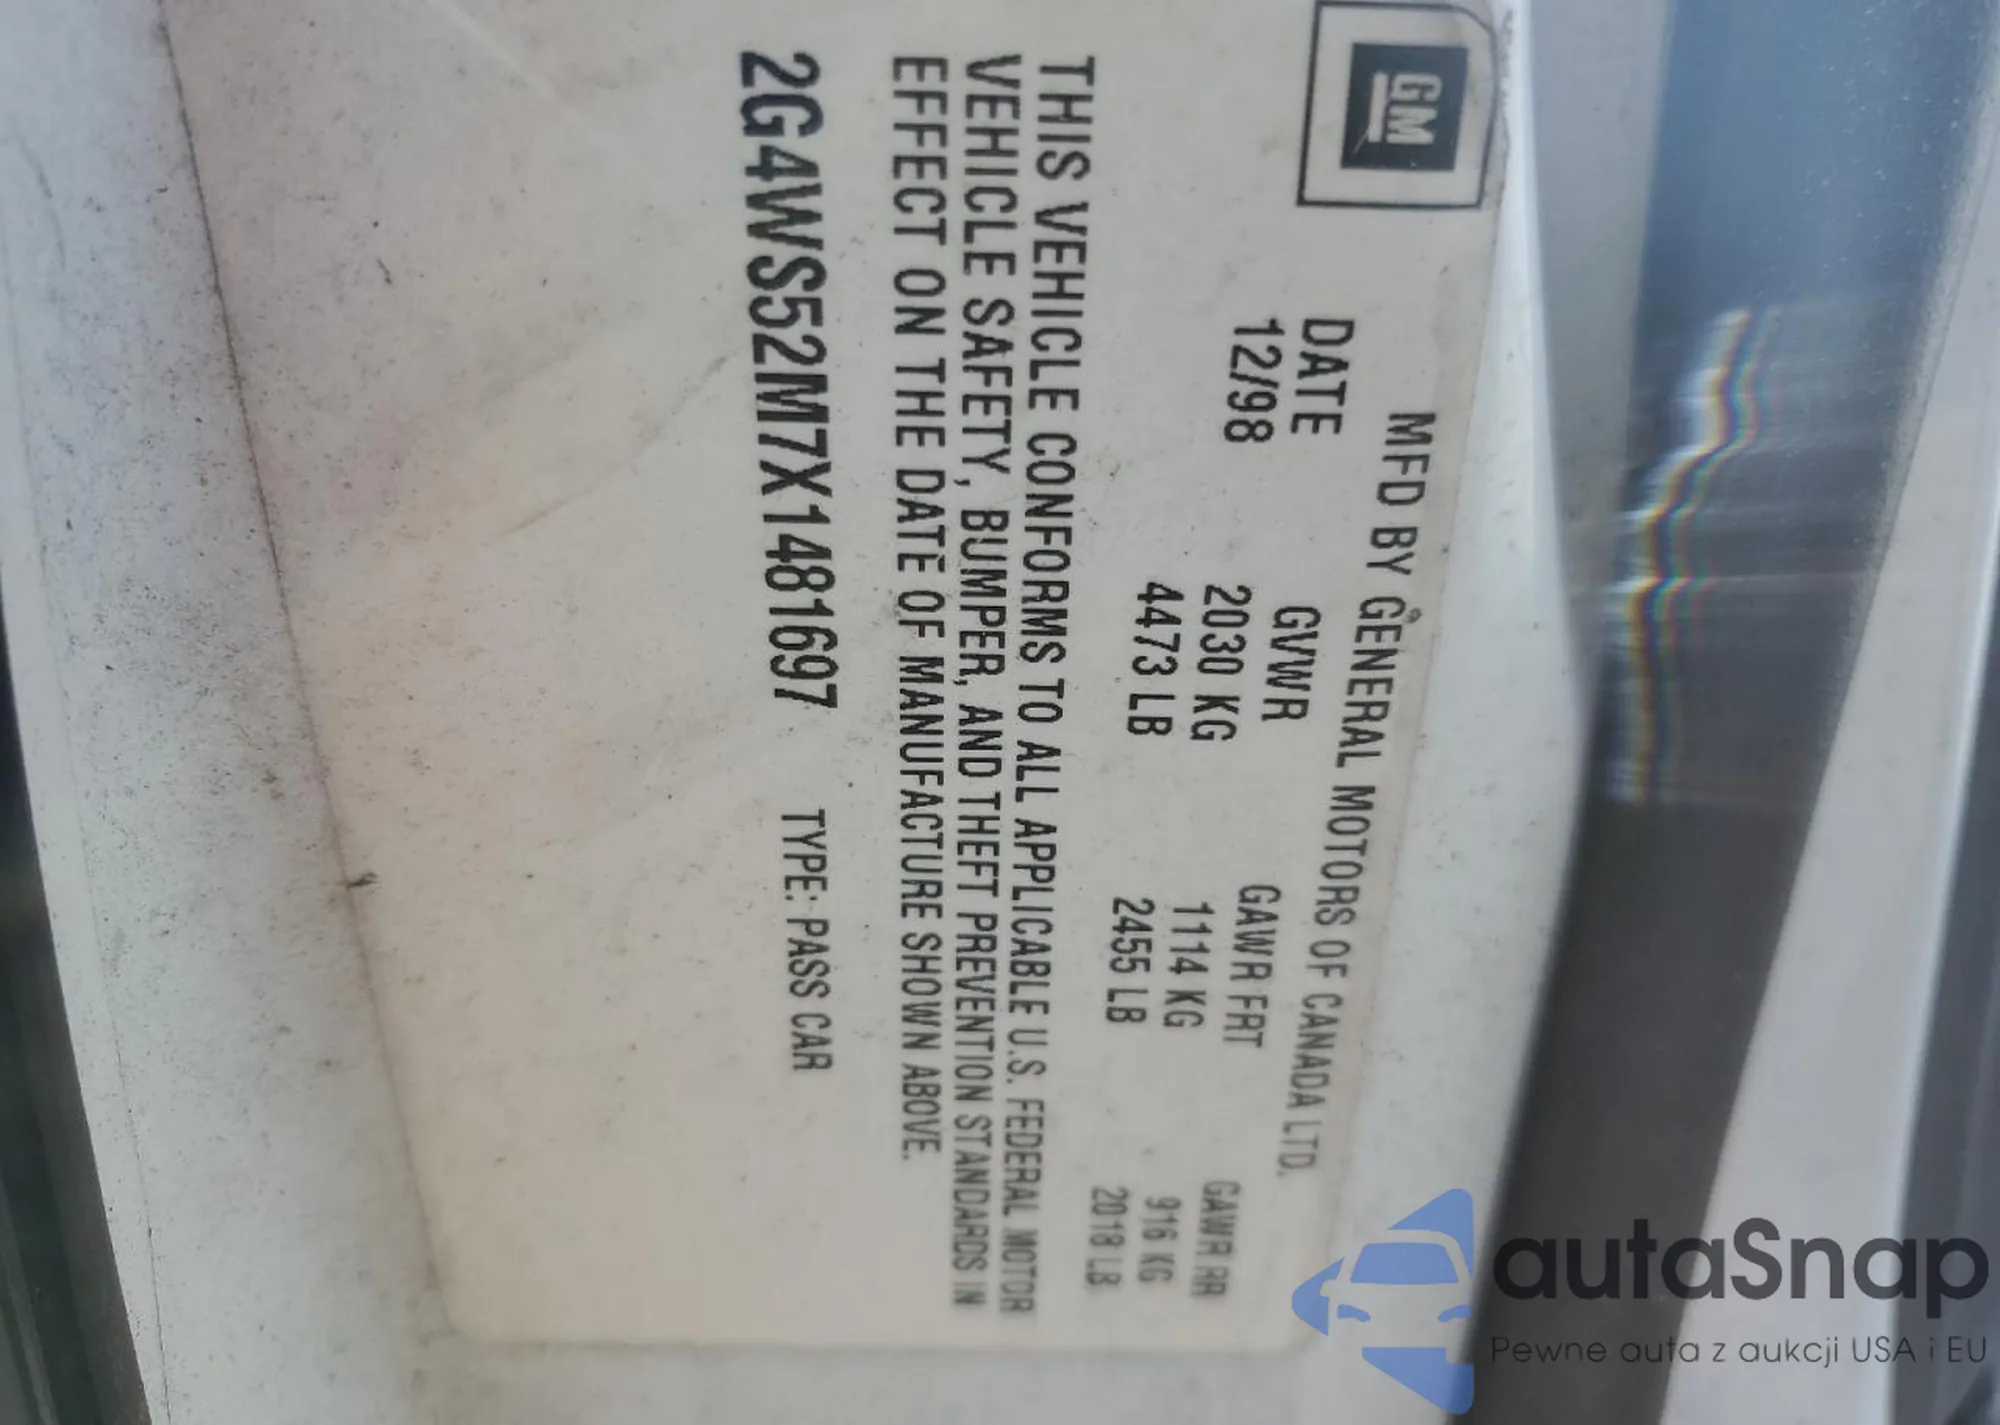 GM
MFD BY GENERAL MOTORS OF CANADA LTD.
DATE GVWR GAWR FRT GAWR RR
12/98 2030 KG 1114 KG 916 KG
4473 LB 2455 LB 2018 LB
THIS VEHICLE CONFORMS TO ALL APPLICABLE U.S. FEDERAL MOTOR
VEHICLE SAFETY, BUMPER, AND THEFT PREVENTION STANDARDS IN
EFFECT ON THE DATE OF MANUFACTURE SHOWN ABOVE.
2G4WS52M7X1481697 TYPE: PASS CAR
autaSnap
Pewne auta z aukcji USA i EU